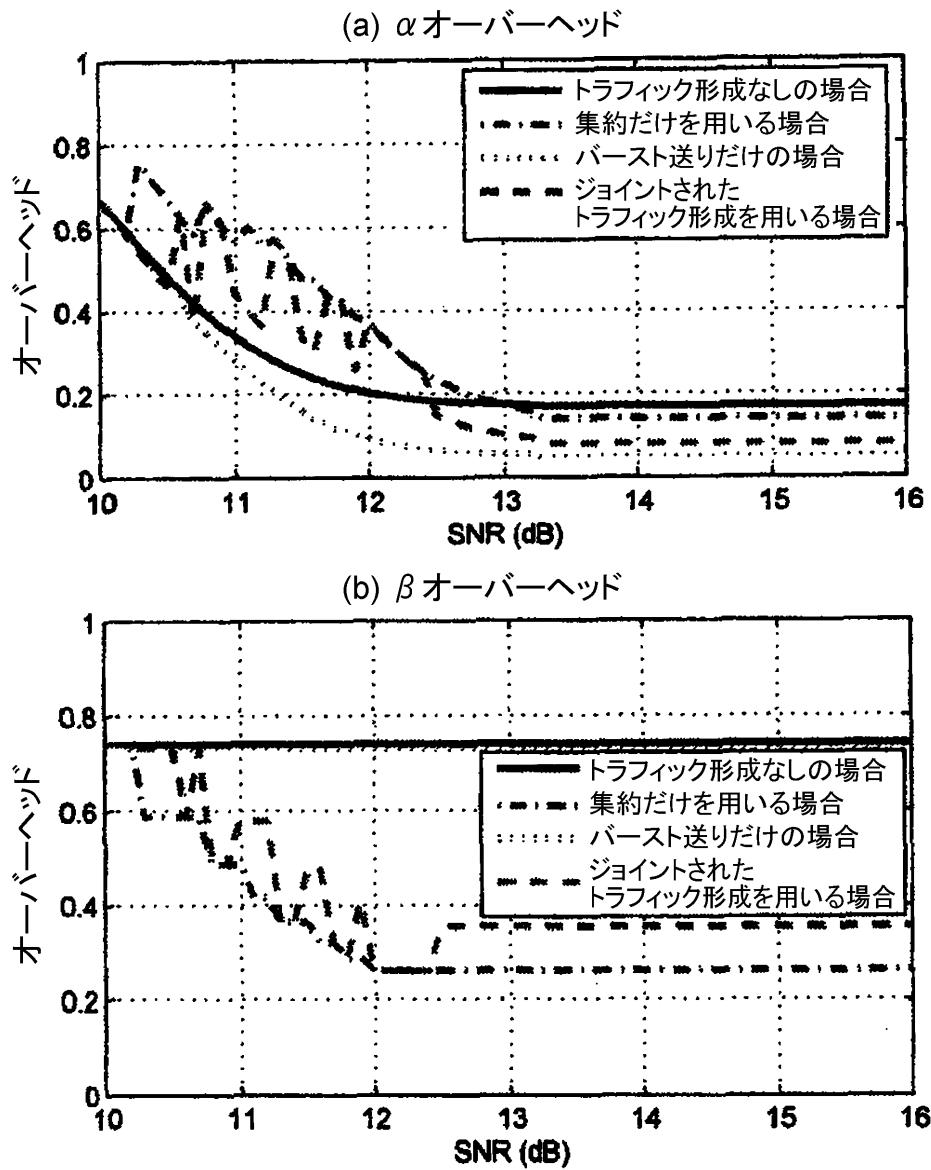 (a) αオーバーヘッド
1
0.8
0.6
0.4
0.2
0
オーバーヘッド
トラフィック形成なしの場合
集約だけを用いる場合
バースト送りだけの場合
ジョイントされた
トラフィック形成を用いる場合
10 11 12 13 14 15 16
SNR (dB)
(b) βオーバーヘッド
1
0.8
0.6
0.4
0.2
0
オーバーヘッド
トラフィック形成なしの場合
集約だけを用いる場合
バースト送りだけの場合
ジョイントされた
トラフィック形成を用いる場合
10 11 12 13 14 15 16
SNR (dB)